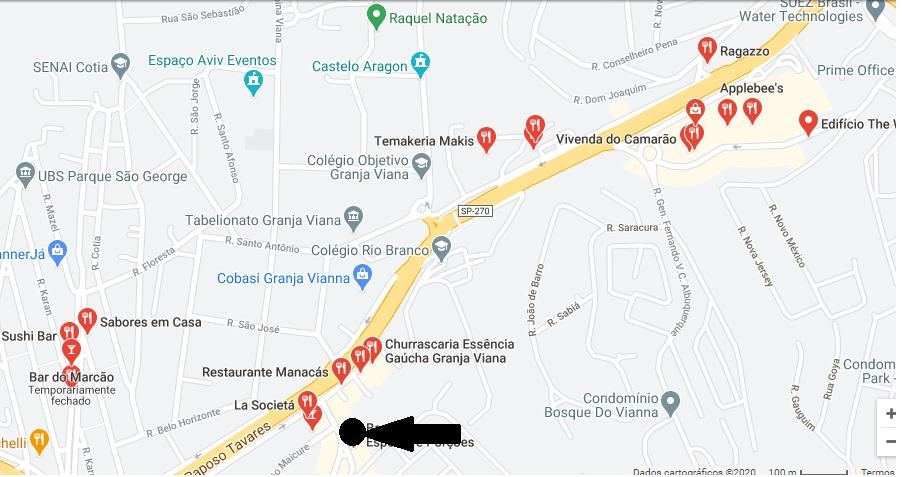 Rua São Sebastião
Raquel Natação
SUEZ Brasil -
Water Technologies
SENAI Cotia
Espaço Aviv Eventos
Castelo Aragon
R. Conselheiro Pena
Ragazzo
Prime Office
R. São Jorge
R. Dom Joaquim
Applebee's
R. Santo Afonso
Temakeria Makis
Vivenda do Camarão
Edifício The W
UBS Parque São George
Colégio Objetivo
Granja Viana
R. Mazel
SP-270
Tabelionato Granja Viana
R. Saracura
R. Gen. Fernando V C. Albuquerque
R. Nova Jersey
R. Novo México
R. Cotia
R. Floresta
R. Santo Antônio
Colégio Rio Branco
nnerJá
Cobasi Granja Vianna
R. Karan
R. João de Barro
R. Sabiá
Sabores em Casa
R. São José
Sushi Bar
Churrascaria Essência
Gaúcha Granja Viana
Restaurante Manacás
Bar do Marcão
Temporariamente
fechado
R. Karan
La Societá
Condomínio
Bosque Do Vianna
Condom
Park -
Rua Goya
R. Gauguim
R. Belo Horizonte
Raposo Tavares
Maicure
helli
Dados cartográficos ©2020
100 m
Termos